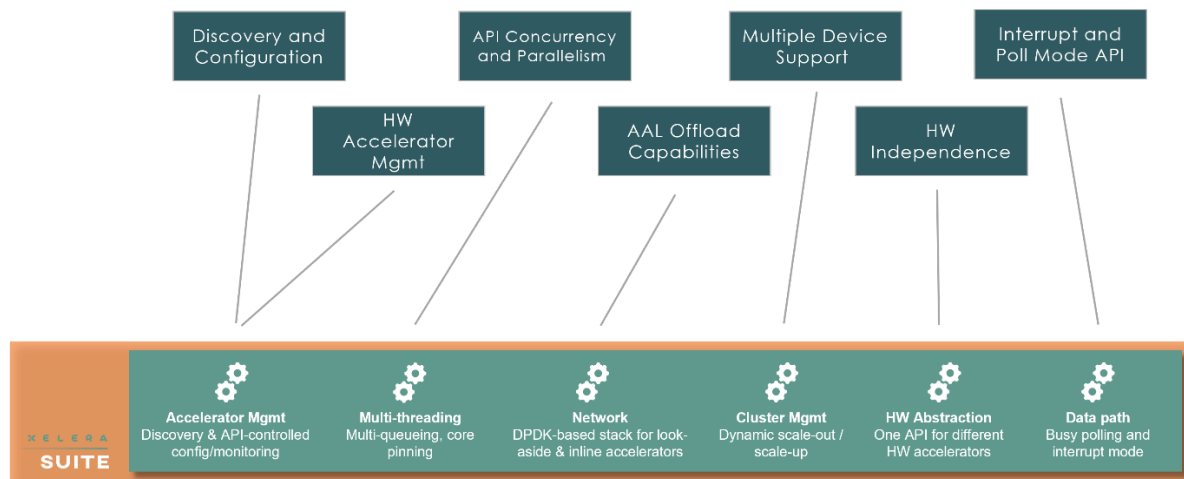 Discovery and
Configuration
API Concurrency
and Parallelism
Multiple Device
Support
Interrupt and
Poll Mode API
HW
Accelerator
Mgmt
AAL Offload
Capabilities
HW
Independence
Accelerator Mgmt
Discovery & API-controlled
config/monitoring
Multi-threading
Multi-queueing, core
pinning
Network
DPDK-based stack for look-
aside & inline accelerators
Cluster Mgmt
Dynamic scale-out /
scale-up
HW Abstraction
One API for different
HW accelerators
Data path
Busy polling and
interrupt mode
XELERA
SUITE